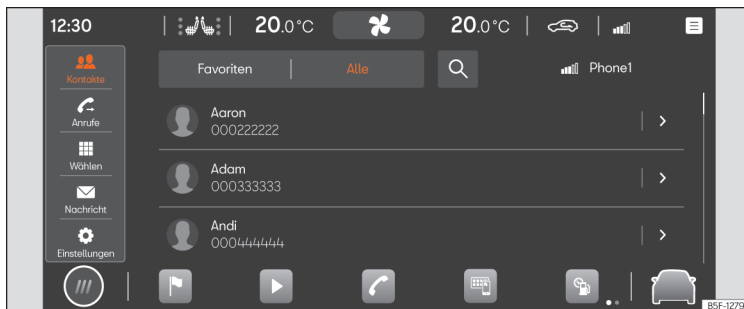 12:30
20.0°C
20.0°C
Kontakte
Favoriten
Alle
Phone1
Anrufe
Aaron
000222222
Wählen
Adam
000333333
Nachricht
Andi
000444444
Einstellungen
B5F-1279